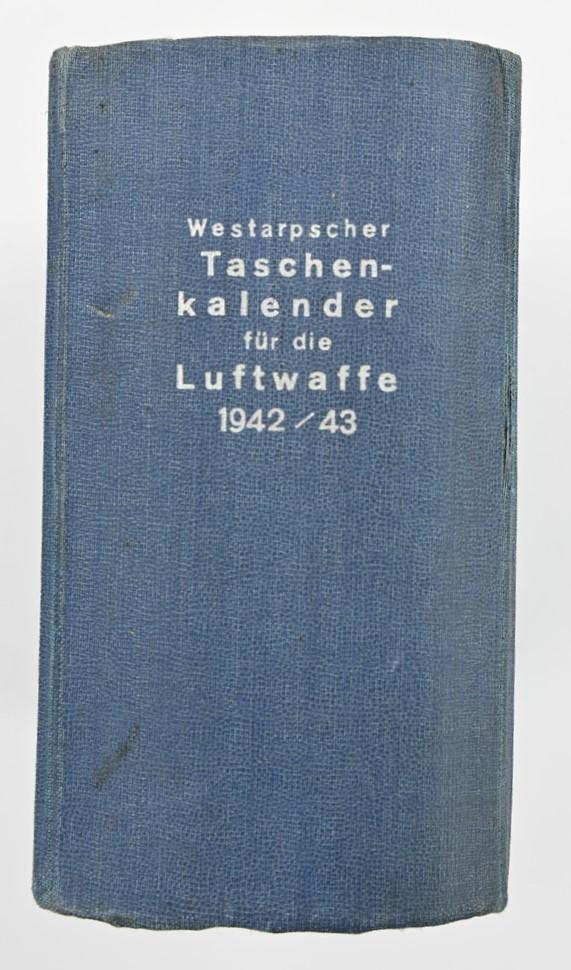 Westarpscher
Taschen-
kalender
für die
Luftwaffe
1942/43